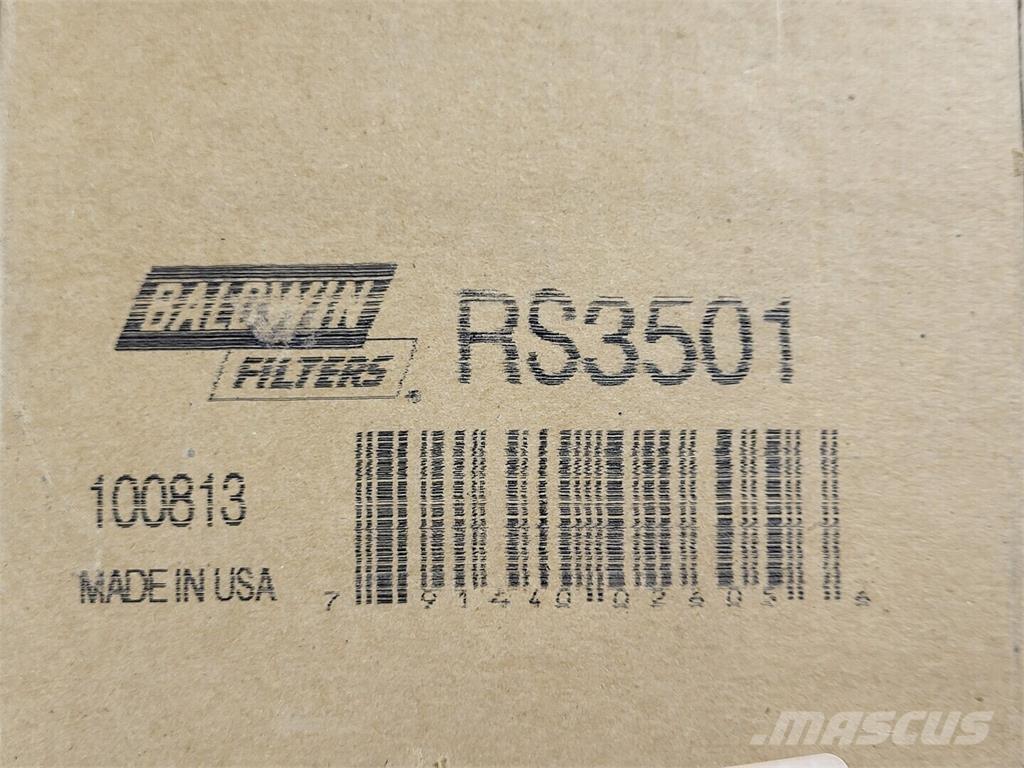 BALDWIN
FILTERS
®
RS3501
100813
MADE IN USA
7 91440 02605
MASCUS